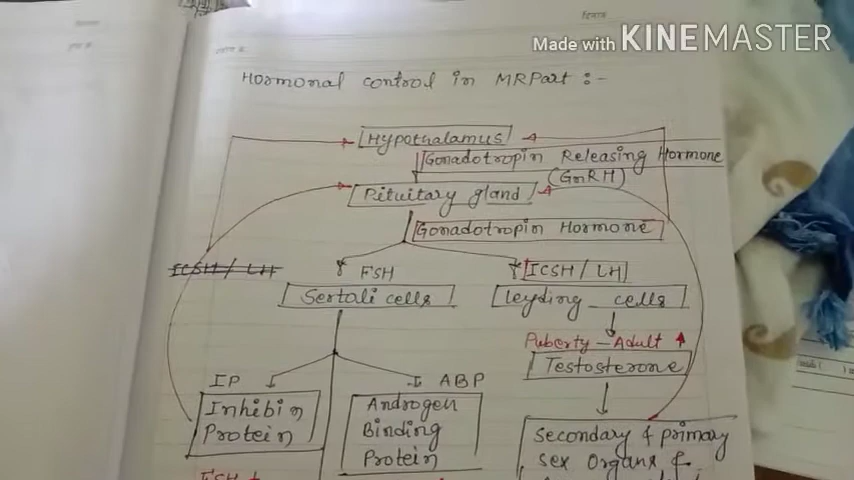 दिनांक
Made with KINEMASTER
Hormonal control in MRPart :-
Hypothalamus
Gonadotropin Releasing Hormone
(GnRH)
Pituitary gland
Gonadotropin Hormone
ICSH / LH
FSH
ICSH / LH
Sertali cells
leyding cells
Puberty - Adult ↑
Testosterone
IP
ABP
Inhibin
Protein
Androgen
Binding
Protein
Secondary & primary
sex organs &
FSH +